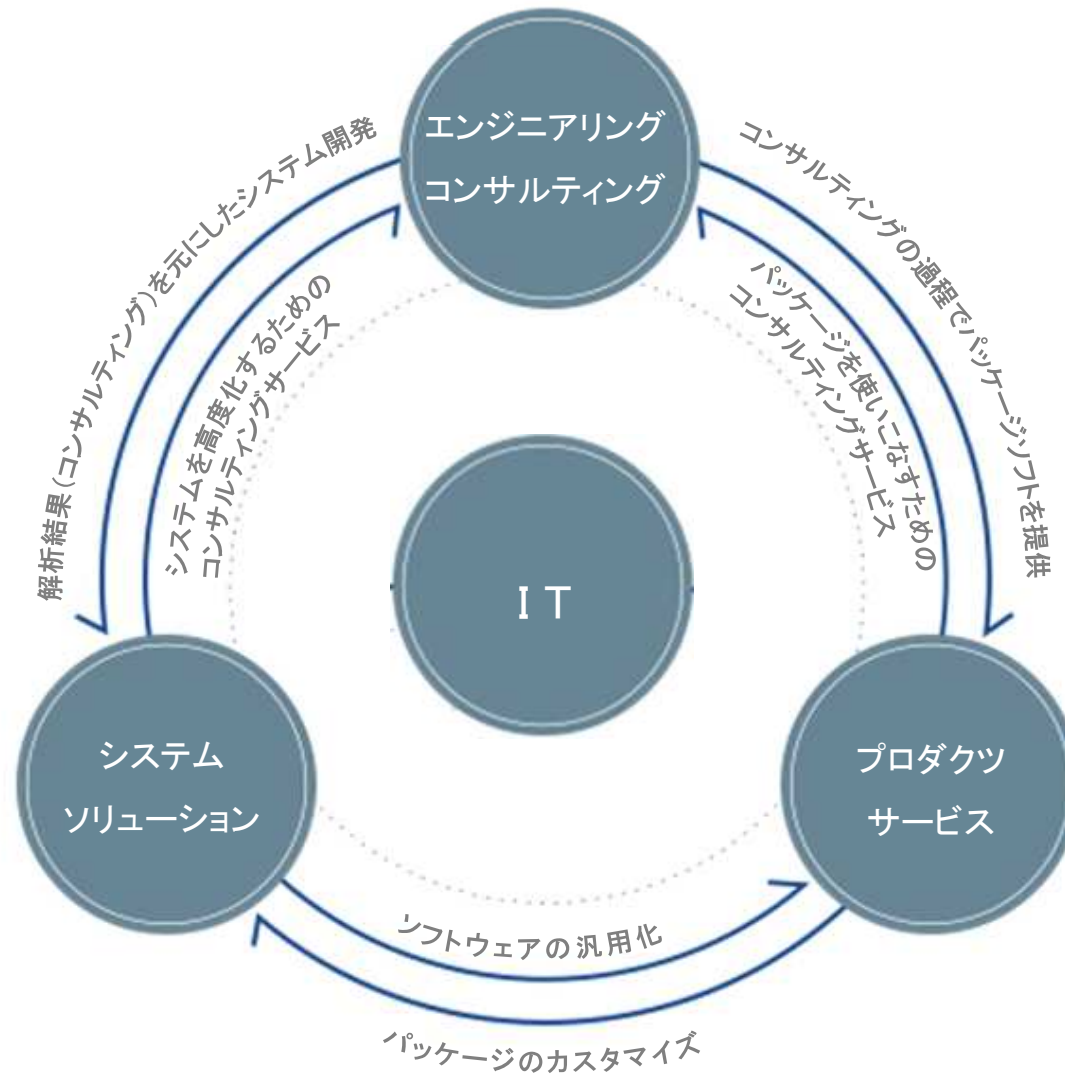 エンジニアリング
コンサルティング
解析結果(コンサルティング)を元にしたシステム開発
システムを高度化するための
コンサルティングサービス
コンサルティングの過程でパッケージソフトを提供
パッケージを使いこなすための
コンサルティングサービス
IT
システム
ソリューション
プロダクツ
サービス
ソフトウェアの汎用化
パッケージのカスタマイズ